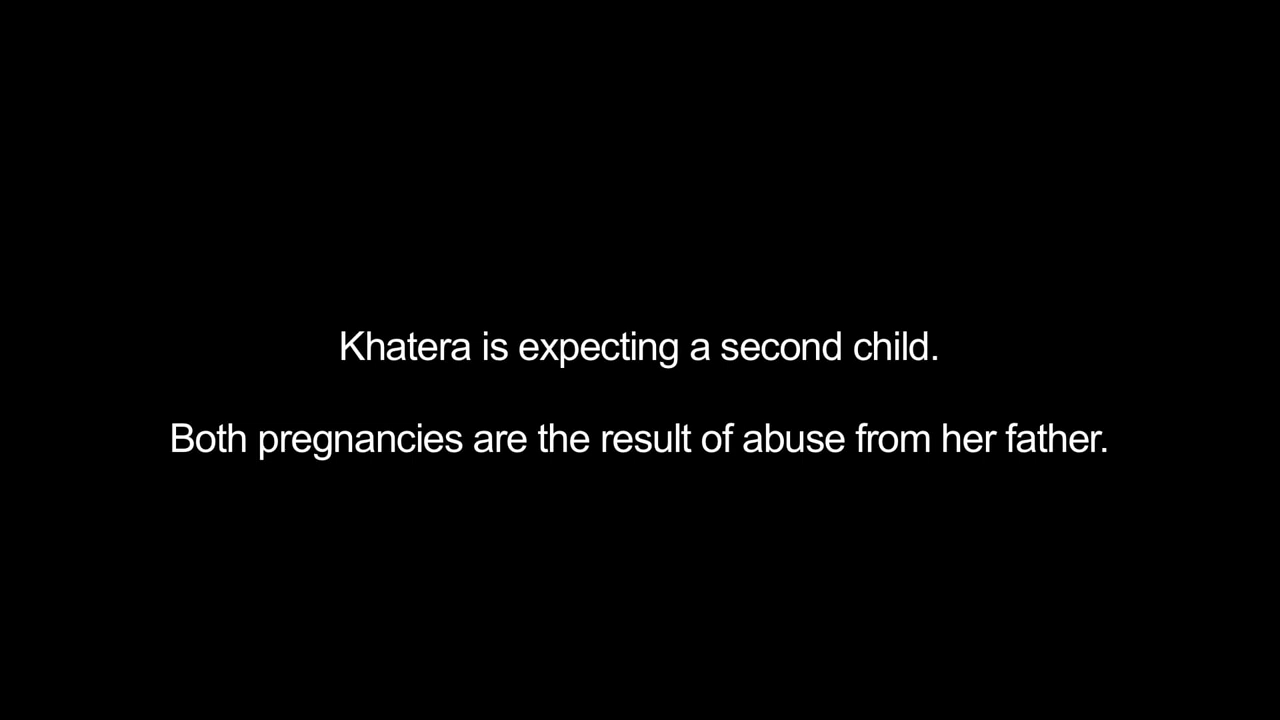 Khatera is expecting a second child.
Both pregnancies are the result of abuse from her father.